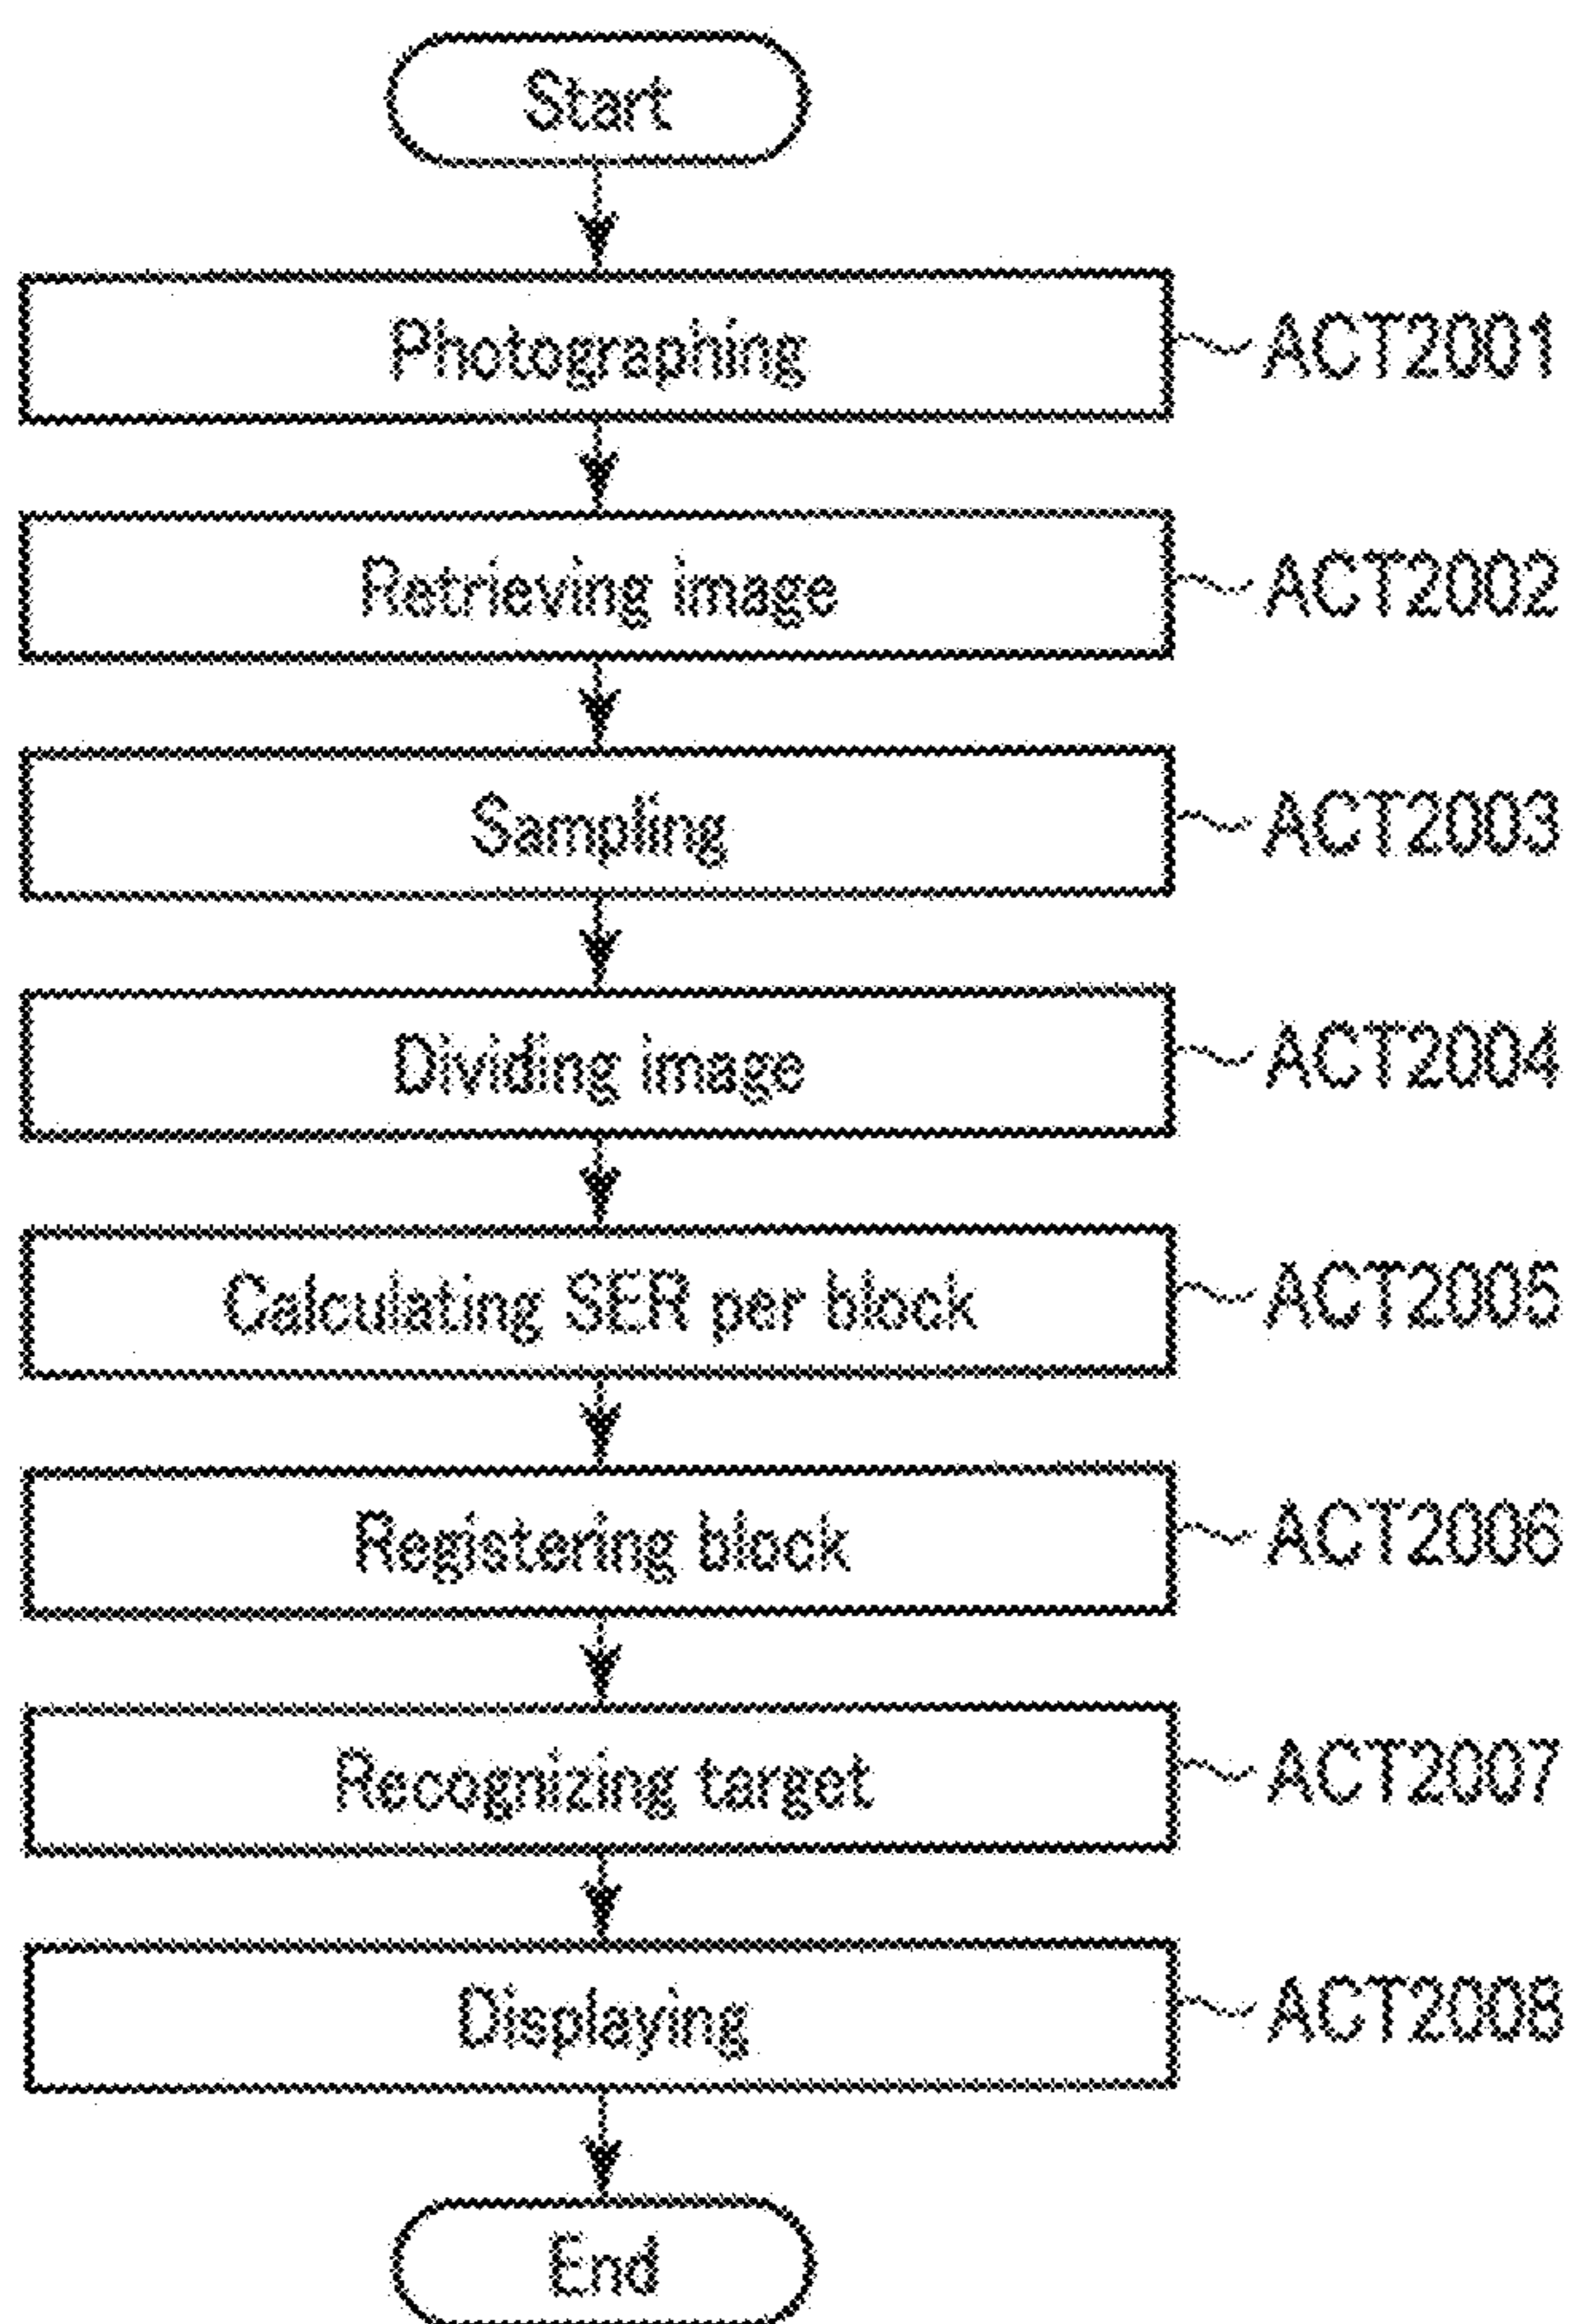 Start
Photographing
ACT2001
Retrieving image
ACT2002
Sampling
ACT2003
Dividing image
ACT2004
Calculating SER per block
ACT2005
Registering block
ACT2006
Recognizing target
ACT2007
Displaying
ACT2008
End